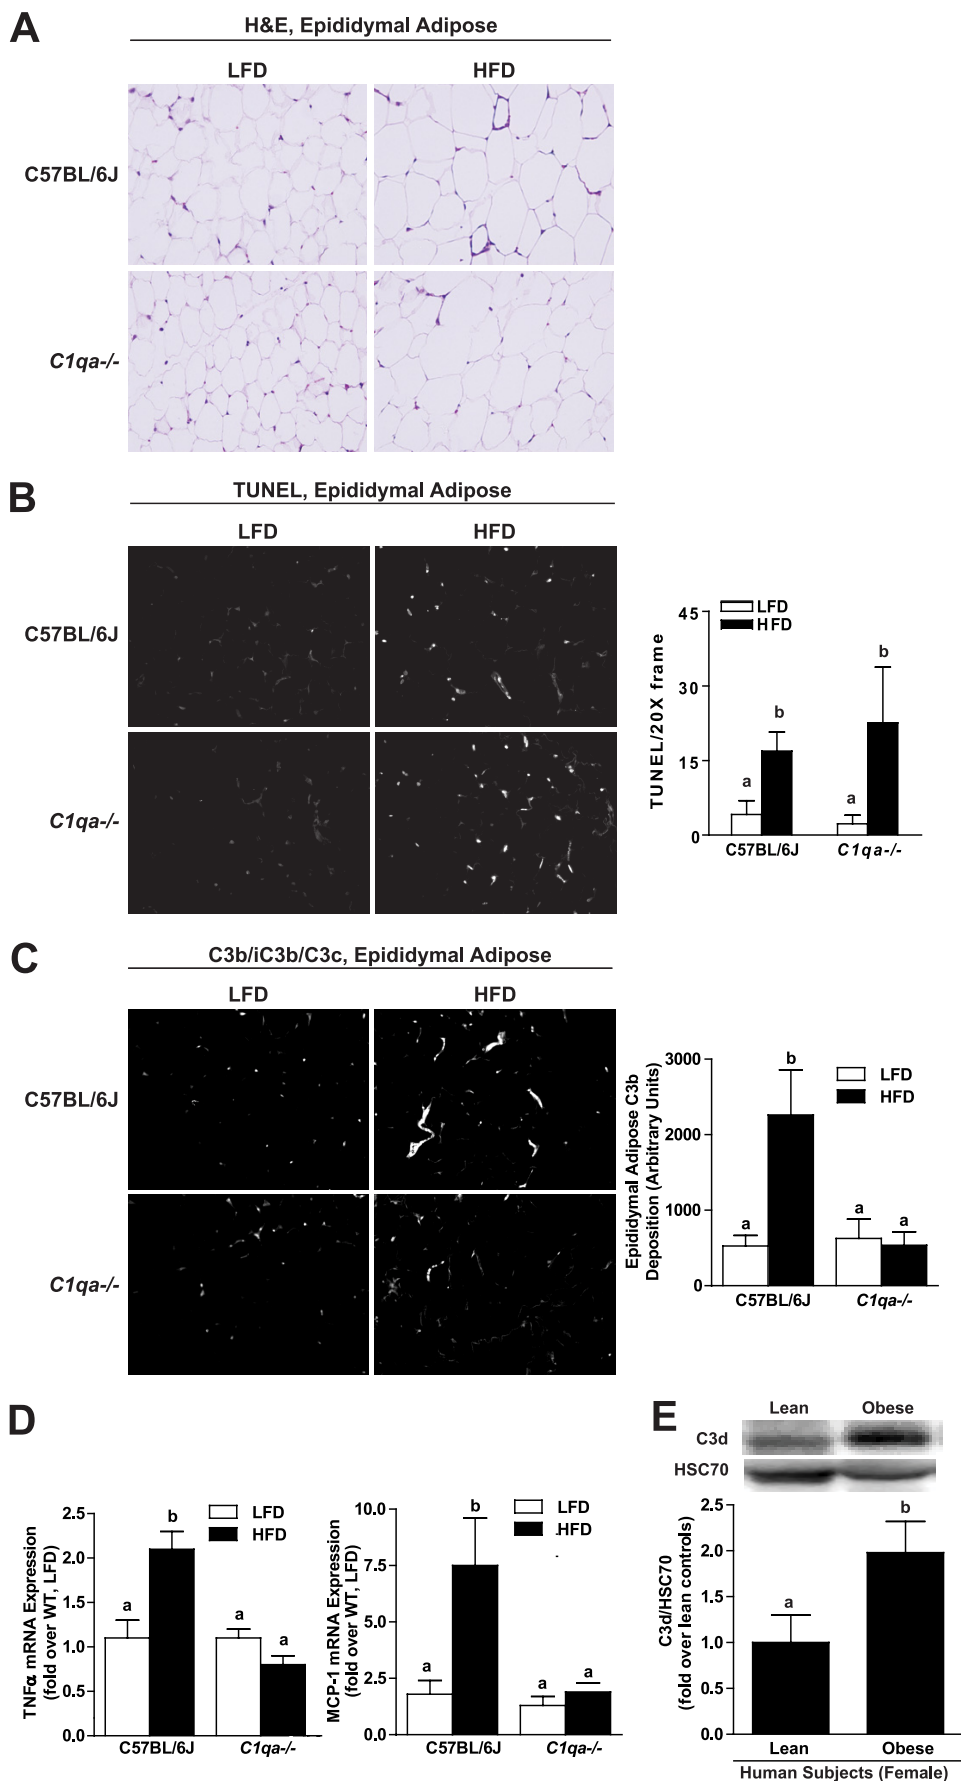 A
H&E, Epididymal Adipose
LFD HFD
C57BL/6J
C1qa-/-
B
TUNEL, Epididymal Adipose
LFD HFD
C57BL/6J
C1qa-/-
TUNEL/20X frame
45
30
15
0
LFD
HFD
a b a b
C57BL/6J C1qa-/-
C
C3b/iC3b/C3c, Epididymal Adipose
LFD HFD
C57BL/6J
C1qa-/-
Epididymal Adipose C3b
Deposition (Arbitrary Units)
3000
2000
1000
0
LFD
HFD
a b a a
C57BL/6J C1qa-/-
D
TNFα mRNA Expression
(fold over WT, LFD)
2.5
2.0
1.5
1.0
0.5
0.0
LFD
HFD
a b a a
C57BL/6J C1qa-/-
MCP-1 mRNA Expression
(fold over WT, LFD)
10.0
7.5
5.0
2.5
0.0
LFD
HFD
a b a a
C57BL/6J C1qa-/-
E
Lean Obese
C3d
HSC70
C3d/HSC70
(fold over lean controls)
2.5
2.0
1.5
1.0
0.5
0.0
a b
Lean Obese
Human Subjects (Female)